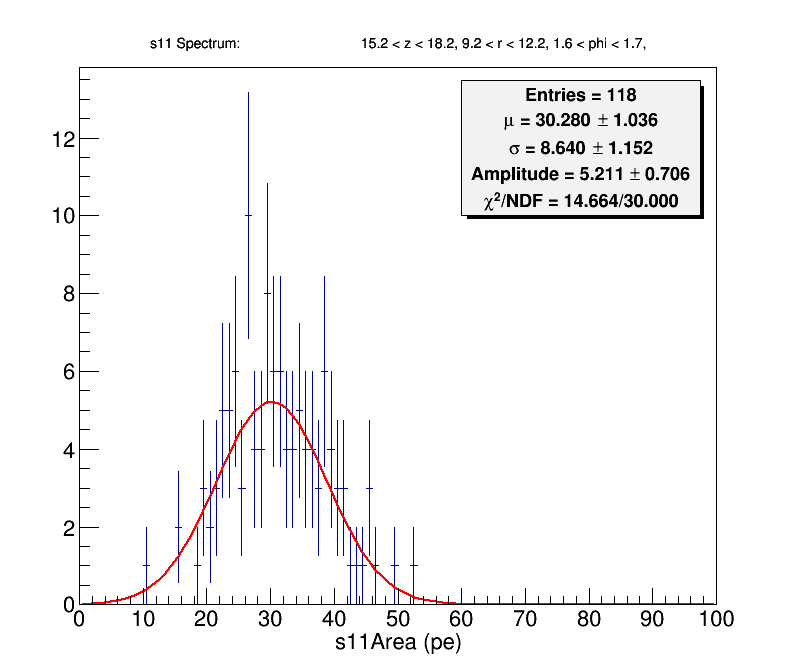 s11 Spectrum: 15.2 < z < 18.2, 9.2 < r < 12.2, 1.6 < phi < 1.7,
Entries = 118
μ = 30.280 ± 1.036
σ = 8.640 ± 1.152
Amplitude = 5.211 ± 0.706
χ²/NDF = 14.664/30.000
12
10
8
6
4
2
0
0 10 20 30 40 50 60 70 80 90 100
s11Area (pe)